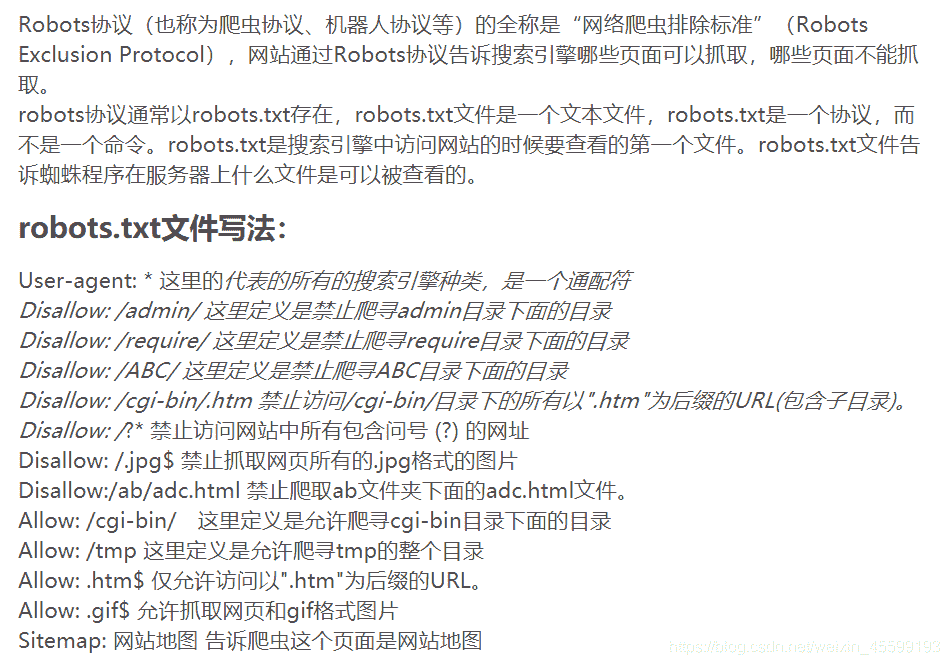 Robots协议（也称为爬虫协议、机器人协议等）的全称是“网络爬虫排除标准”（Robots
Exclusion Protocol），网站通过Robots协议告诉搜索引擎哪些页面可以抓取，哪些页面不能抓
取。
robots协议通常以robots.txt存在，robots.txt文件是一个文本文件，robots.txt是一个协议，而
不是一个命令。robots.txt是搜索引擎中访问网站的时候要查看的第一个文件。robots.txt文件告
诉蜘蛛程序在服务器上什么文件是可以被查看的。
robots.txt文件写法：
User-agent: * 这里的代表的所有的搜索引擎种类，是一个通配符
Disallow: /admin/ 这里定义是禁止爬寻admin目录下面的目录
Disallow: /require/ 这里定义是禁止爬寻require目录下面的目录
Disallow: /ABC/ 这里定义是禁止爬寻ABC目录下面的目录
Disallow: /cgi-bin/.htm 禁止访问/cgi-bin/目录下的所有以".htm"为后缀的URL(包含子目录)。
Disallow: /?* 禁止访问网站中所有包含问号 (?) 的网址
Disallow: /.jpg$ 禁止抓取网页所有的.jpg格式的图片
Disallow:/ab/adc.html 禁止爬取ab文件夹下面的adc.html文件。
Allow: /cgi-bin/　这里定义是允许爬寻cgi-bin目录下面的目录
Allow: /tmp 这里定义是允许爬寻tmp的整个目录
Allow: .htm$ 仅允许访问以".htm"为后缀的URL。
Allow: .gif$ 允许抓取网页和gif格式图片
Sitemap: 网站地图 告诉爬虫这个页面是网站地图
https://blog.csdn.net/weixin_45599193